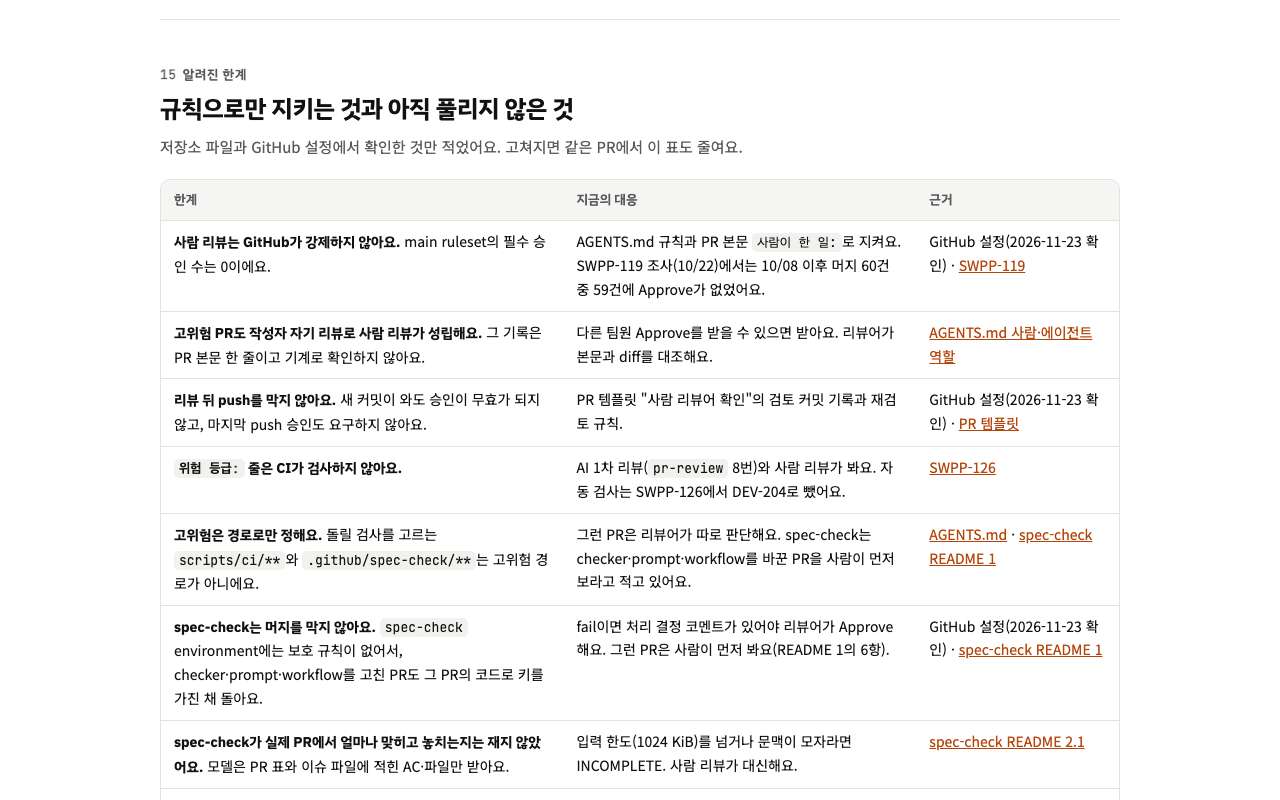 15 알려진 한계
규칙으로만 지키는 것과 아직 풀리지 않은 것
저장소 파일과 GitHub 설정에서 확인한 것만 적었어요. 고쳐지면 같은 PR에서 이 표도 줄여요.
한계
지금의 대응
근거
사람 리뷰는 GitHub가 강제하지 않아요. main ruleset의 필수 승
인 수는 0이에요.
AGENTS.md 규칙과 PR 본문 사람이 한 일: 로 지켜요.
SWPP-119 조사(10/22)에서는 10/08 이후 머지 60건
중 59건에 Approve가 없었어요.
GitHub 설정(2026-11-23 확
인) · SWPP-119
고위험 PR도 작성자 자기 리뷰로 사람 리뷰가 성립해요. 그 기록은
PR 본문 한 줄이고 기계로 확인하지 않아요.
다른 팀원 Approve를 받을 수 있으면 받아요. 리뷰어가
본문과 diff를 대조해요.
AGENTS.md 사람·에이전트
역할
리뷰 뒤 push를 막지 않아요. 새 커밋이 와도 승인이 무효가 되지
않고, 마지막 push 승인도 요구하지 않아요.
PR 템플릿 "사람 리뷰어 확인"의 검토 커밋 기록과 재검
토 규칙.
GitHub 설정(2026-11-23 확
인) · PR 템플릿
위험 등급: 줄은 CI가 검사하지 않아요.
AI 1차 리뷰( pr-review 8번)와 사람 리뷰가 봐요. 자
동 검사는 SWPP-126에서 DEV-204로 뺐어요.
SWPP-126
고위험은 경로로만 정해요. 돌릴 검사를 고르는
scripts/ci/** 와 .github/spec-check/** 는 고위험 경
로가 아니에요.
그런 PR은 리뷰어가 따로 판단해요. spec-check는
checker·prompt·workflow를 바꾼 PR을 사람이 먼저
보라고 적고 있어요.
AGENTS.md · spec-check
README 1
spec-check는 머지를 막지 않아요. spec-check
environment에는 보호 규칙이 없어서,
checker·prompt·workflow를 고친 PR도 그 PR의 코드로 키를
가진 채 돌아요.
fail이면 처리 결정 코멘트가 있어야 리뷰어가 Approve
해요. 그런 PR은 사람이 먼저 봐요(README 1의 6항).
GitHub 설정(2026-11-23 확
인) · spec-check README 1
spec-check가 실제 PR에서 얼마나 맞히고 놓치는지는 재지 않았
어요. 모델은 PR 표와 이슈 파일에 적힌 AC·파일만 받아요.
입력 한도(1024 KiB)를 넘거나 문맥이 모자라면
INCOMPLETE. 사람 리뷰가 대신해요.
spec-check README 2.1